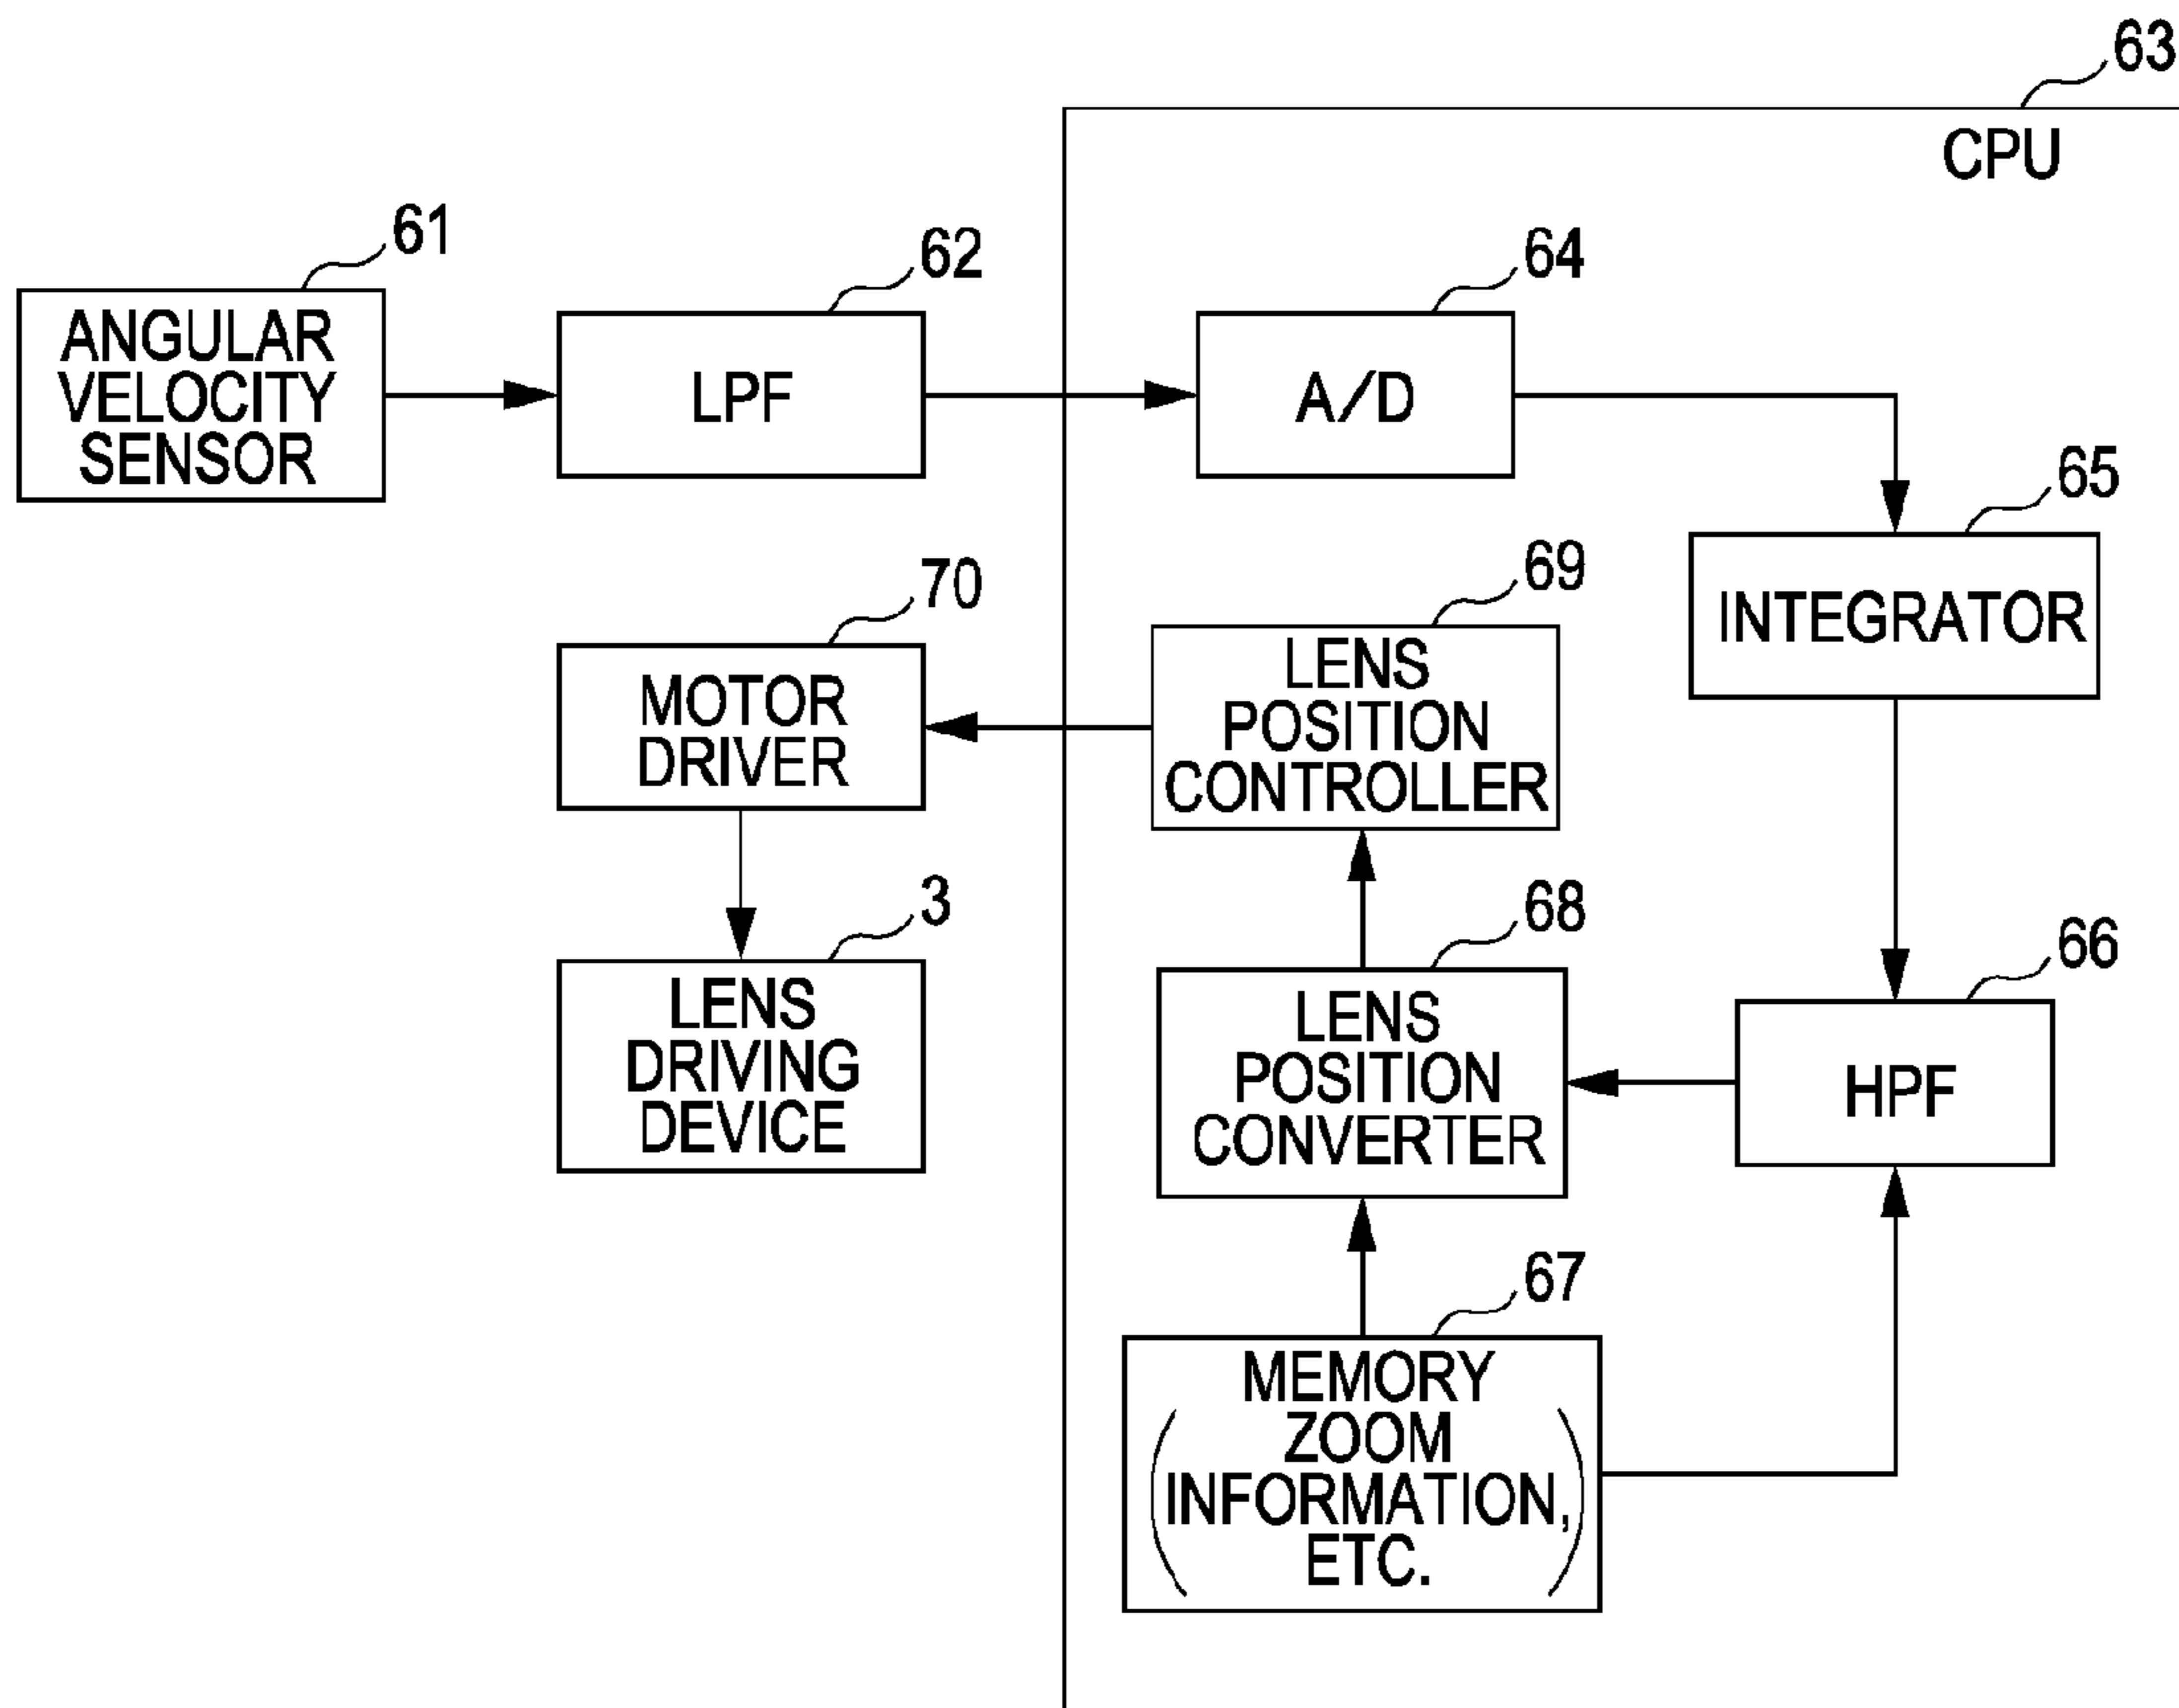 63
CPU
61
ANGULAR
VELOCITY
SENSOR
62
LPF
64
A/D
65
INTEGRATOR
70
MOTOR
DRIVER
69
LENS
POSITION
CONTROLLER
3
LENS
DRIVING
DEVICE
68
LENS
POSITION
CONVERTER
66
HPF
67
MEMORY
(ZOOM
INFORMATION,
ETC.)